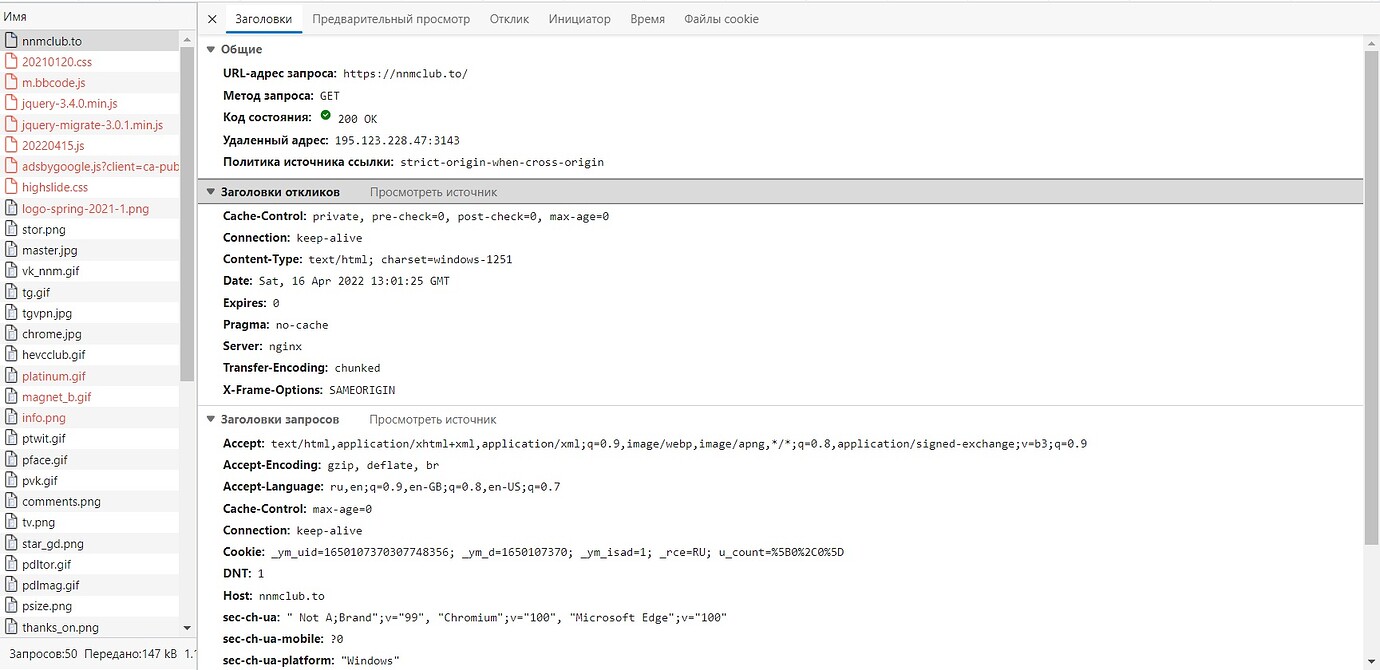 Имя
nnmclub.to
20210120.css
m.bbcode.js
jquery-3.4.0.min.js
jquery-migrate-3.0.1.min.js
20220415.js
adsbygoogle.js?client=ca-pub
highslide.css
logo-spring-2021-1.png
stor.png
master.jpg
vk_nnm.gif
tg.gif
tgvpn.jpg
chrome.jpg
hevcclub.gif
platinum.gif
magnet_b.gif
info.png
ptwit.gif
pface.gif
pvk.gif
comments.png
tv.png
star_gd.png
pdltor.gif
pdlmag.gif
psize.png
thanks_on.png
Запросов:50 Передано:147 kB 1.1
Заголовки Предварительный просмотр Отклик Инициатор Время Файлы cookie
Общие
URL-адрес запроса: https://nnmclub.to/
Метод запроса: GET
Код состояния: 200 OK
Удаленный адрес: 195.123.228.47:3143
Политика источника ссылки: strict-origin-when-cross-origin
Заголовки откликов Просмотреть источник
Cache-Control: private, pre-check=0, post-check=0, max-age=0
Connection: keep-alive
Content-Type: text/html; charset=windows-1251
Date: Sat, 16 Apr 2022 13:01:25 GMT
Expires: 0
Pragma: no-cache
Server: nginx
Transfer-Encoding: chunked
X-Frame-Options: SAMEORIGIN
Заголовки запросов Просмотреть источник
Accept: text/html,application/xhtml+xml,application/xml;q=0.9,image/webp,image/apng,*/*;q=0.8,application/signed-exchange;v=b3;q=0.9
Accept-Encoding: gzip, deflate, br
Accept-Language: ru,en;q=0.9,en-GB;q=0.8,en-US;q=0.7
Cache-Control: max-age=0
Connection: keep-alive
Cookie: _ym_uid=1650107370307748356; _ym_d=1650107370; _ym_isad=1; _rce=RU; u_count=%5B0%2C0%5D
DNT: 1
Host: nnmclub.to
sec-ch-ua: " Not A;Brand";v="99", "Chromium";v="100", "Microsoft Edge";v="100"
sec-ch-ua-mobile: ?0
sec-ch-ua-platform: "Windows"